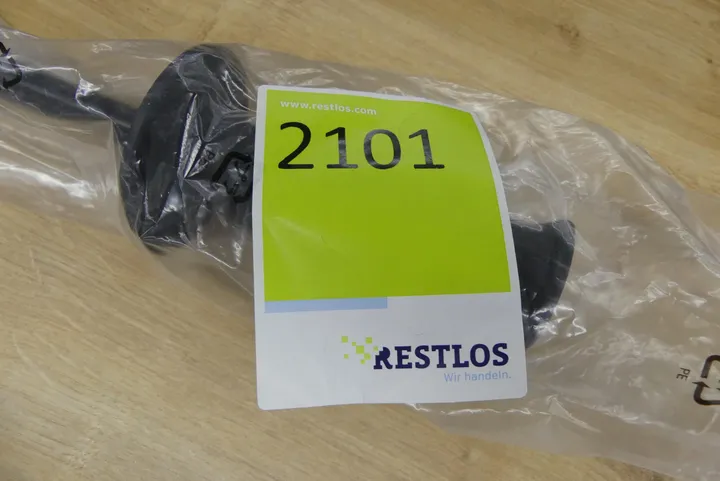 www.restlos.com
2101
RESTLOS
Wir handeln.
PE